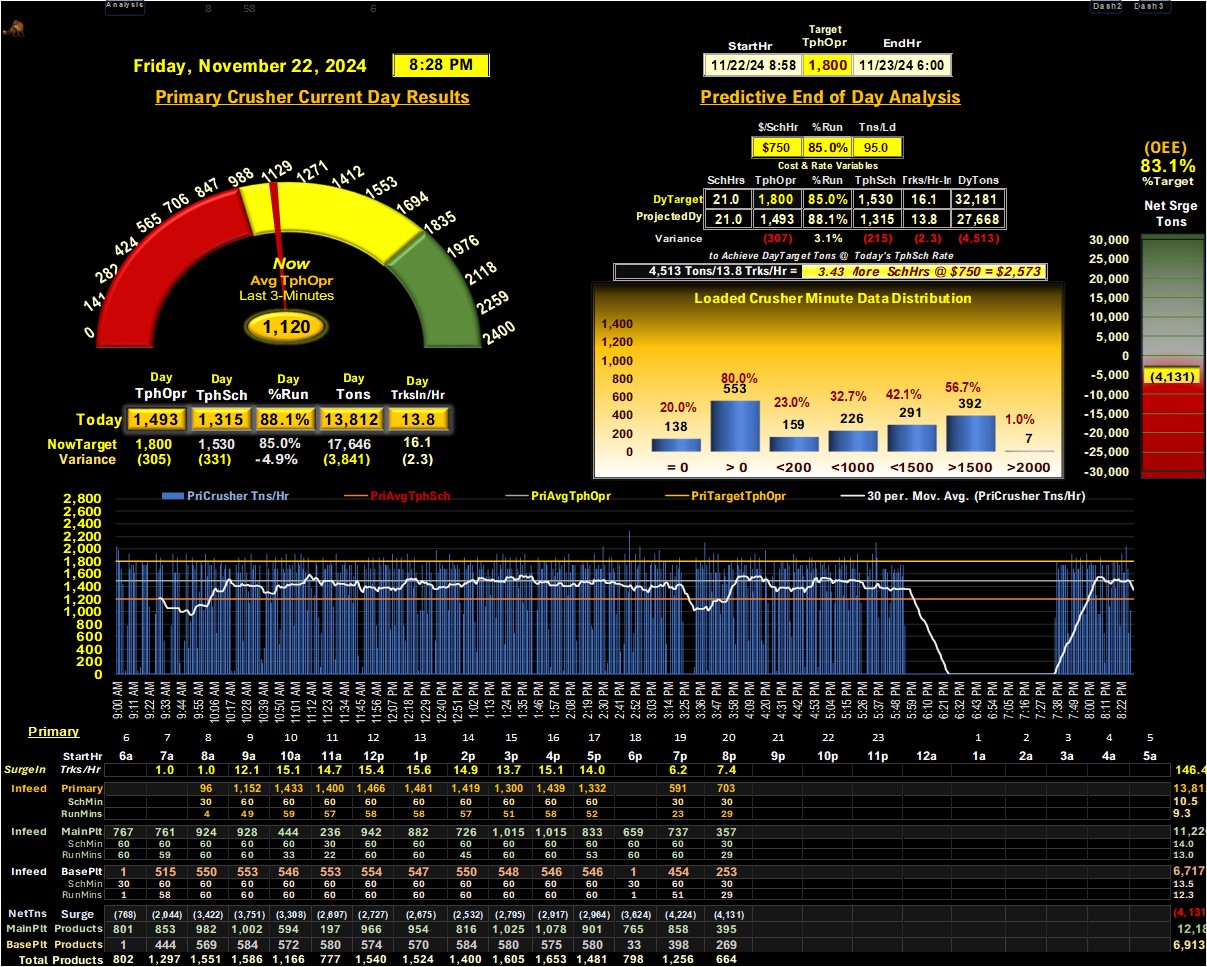 Analysis 8 58 6 Dash2 Dash3
Target
StartHr TphOpr EndHr
Friday, November 22, 2024 8:28 PM 11/22/24 8:58 1,800 11/23/24 6:00
Primary Crusher Current Day Results Predictive End of Day Analysis
$/SchHr %Run Tns/Ld
$750 85.0% 95.0
Cost & Rate Variables
SchHrs TphOpr %Run TphSch Trks/Hr-In DyTons
DyTarget 21.0 1,800 85.0% 1,530 16.1 32,181
ProjectedDy 21.0 1,493 88.1% 1,315 13.8 27,668
Variance (307) 3.1% (215) (2.3) (4,513)
to Achieve DayTarget Tons @ Today's TphSch Rate
4,513 Tons/13.8 Trks/Hr = 3.43 More SchHrs @ $750 = $2,573
(OEE)
83.1%
%Target
Net Srge
Tons
30,000
25,000
20,000
15,000
10,000
5,000
0
-5,000
(4,131)
-10,000
-15,000
-20,000
-25,000
-30,000
0 141 282 424 565 706 847 988 1129 1271 1412 1553 1694 1835 1976 2118 2259 2400
Now
Avg TphOpr
Last 3-Minutes
1,120
Day Day Day Day Day
TphOpr TphSch %Run Tons TrksIn/Hr
Today 1,493 1,315 88.1% 13,812 13.8
NowTarget 1,800 1,530 85.0% 17,646 16.1
Variance (305) (331) -4.9% (3,841) (2.3)
Loaded Crusher Minute Data Distribution
1,400
1,200
1,000
800
600
400
200
0
20.0% 80.0% 23.0% 32.7% 42.1% 56.7% 1.0%
138 553 159 226 291 392 7
= 0 > 0 <200 <1000 <1500 >1500 >2000
PriCrusher Tns/Hr PriAvgTphSch PriAvgTphOpr PriTargetTphOpr 30 per. Mov. Avg. (PriCrusher Tns/Hr)
2,800
2,600
2,400
2,200
2,000
1,800
1,600
1,400
1,200
1,000
800
600
400
200
0
9:00 AM 9:11 AM 9:22 AM 9:33 AM 9:44 AM 9:55 AM 10:06 AM 10:17 AM 10:28 AM 10:39 AM 10:50 AM 11:01 AM 11:12 AM 11:23 AM 11:34 AM 11:45 AM 11:56 AM 12:07 PM 12:18 PM 12:29 PM 12:40 PM 12:51 PM 1:02 PM 1:13 PM 1:24 PM 1:35 PM 1:46 PM 1:57 PM 2:08 PM 2:19 PM 2:30 PM 2:41 PM 2:52 PM 3:03 PM 3:14 PM 3:25 PM 3:36 PM 3:47 PM 3:58 PM 4:09 PM 4:20 PM 4:31 PM 4:42 PM 4:53 PM 5:04 PM 5:15 PM 5:26 PM 5:37 PM 5:48 PM 5:59 PM 6:10 PM 6:21 PM 6:32 PM 6:43 PM 6:54 PM 7:05 PM 7:16 PM 7:27 PM 7:38 PM 7:49 PM 8:00 PM 8:11 PM 8:22 PM
Primary 6 7 8 9 10 11 12 13 14 15 16 17 18 19 20 21 22 23 1 2 3 4 5
StartHr 6a 7a 8a 9a 10a 11a 12p 1p 2p 3p 4p 5p 6p 7p 8p 9p 10p 11p 12a 1a 2a 3a 4a 5a
SurgeIn Trks/Hr 1.0 1.0 12.1 15.1 14.7 15.4 15.6 14.9 13.7 15.1 14.0 6.2 7.4 146.4
Infeed Primary 96 1,152 1,433 1,400 1,466 1,481 1,419 1,300 1,439 1,332 591 703 13,81
SchMin 30 60 60 60 60 60 60 60 60 60 30 30 10.5
RunMins 4 49 59 57 58 58 57 51 58 52 23 29 9.3
Infeed MainPlt 767 761 924 928 444 236 942 882 726 1,015 1,015 833 659 737 357 11,22
SchMin 60 60 60 60 60 30 60 60 60 60 60 60 60 60 30 14.0
RunMins 60 59 60 60 33 22 60 60 45 60 60 53 60 60 29 13.0
Infeed BasePlt 1 515 550 553 546 553 554 547 550 548 546 546 1 454 253 6,717
SchMin 30 60 60 60 60 60 60 60 60 60 60 60 30 60 30 13.5
RunMins 1 58 60 60 60 60 60 60 60 60 60 60 1 51 29 12.3
NetTns Surge (768) (2,044) (3,422) (3,751) (3,308) (2,697) (2,727) (2,675) (2,532) (2,795) (2,917) (2,964) (3,624) (4,224) (4,131) (4,131
MainPlt Products 801 853 982 1,002 594 197 966 954 816 1,025 1,078 901 765 858 395 12,18
BasePlt Products 1 444 569 584 572 580 574 570 584 580 575 580 33 398 269 6,913
Total Products 802 1,297 1,551 1,586 1,166 777 1,540 1,524 1,400 1,605 1,653 1,481 798 1,256 664